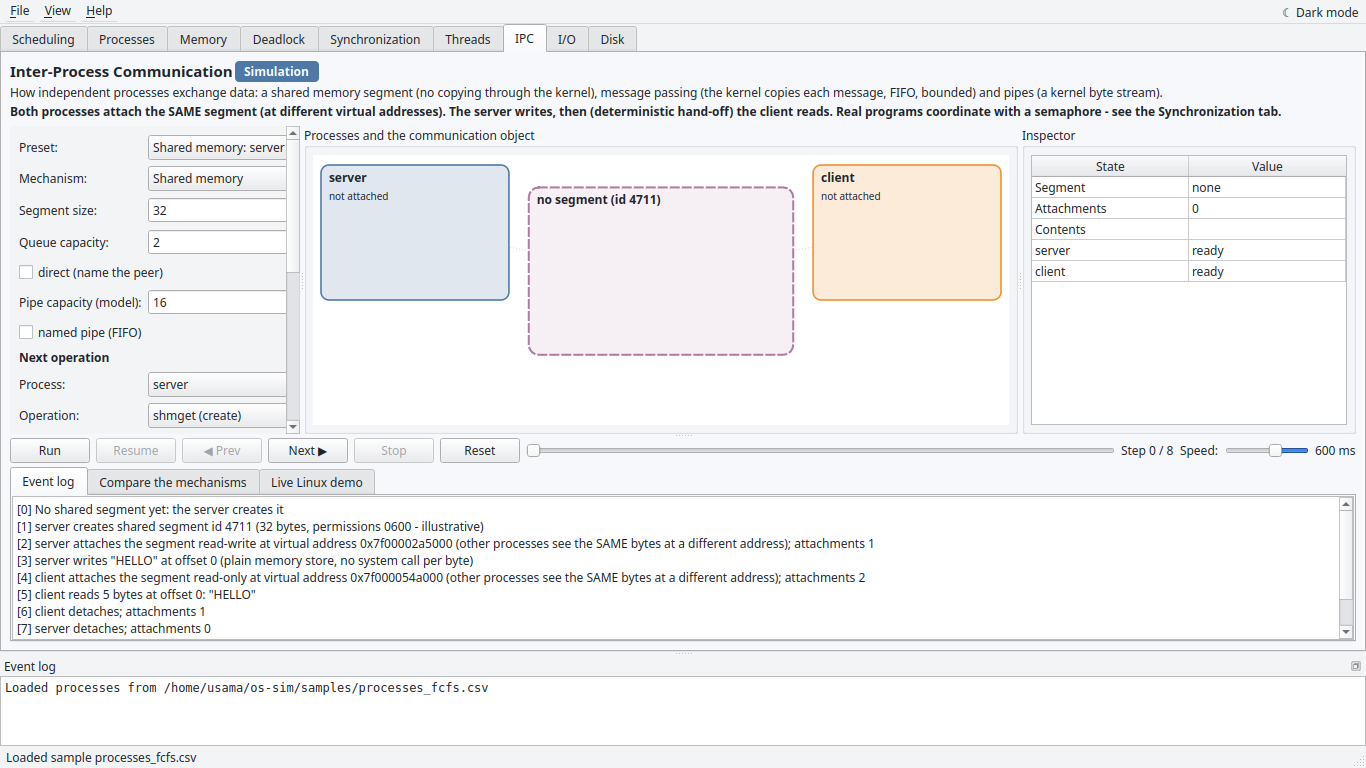 File View Help
☾ Dark mode
Scheduling Processes Memory Deadlock Synchronization Threads IPC I/O Disk
Inter-Process Communication Simulation
How independent processes exchange data: a shared memory segment (no copying through the kernel), message passing (the kernel copies each message, FIFO, bounded) and pipes (a kernel byte stream).
Both processes attach the SAME segment (at different virtual addresses). The server writes, then (deterministic hand-off) the client reads. Real programs coordinate with a semaphore - see the Synchronization tab.
Preset: Shared memory: server
Mechanism: Shared memory
Segment size: 32
Queue capacity: 2
direct (name the peer)
Pipe capacity (model): 16
named pipe (FIFO)
Next operation
Process: server
Operation: shmget (create)
Processes and the communication object
server
not attached
no segment (id 4711)
client
not attached
Inspector
State Value
Segment none
Attachments 0
Contents
server ready
client ready
Run Resume ◀ Prev Next ▶ Stop Reset Step 0 / 8 Speed: 600 ms
Event log Compare the mechanisms Live Linux demo
[0] No shared segment yet: the server creates it
[1] server creates shared segment id 4711 (32 bytes, permissions 0600 - illustrative)
[2] server attaches the segment read-write at virtual address 0x7f00002a5000 (other processes see the SAME bytes at a different address); attachments 1
[3] server writes "HELLO" at offset 0 (plain memory store, no system call per byte)
[4] client attaches the segment read-only at virtual address 0x7f000054a000 (other processes see the SAME bytes at a different address); attachments 2
[5] client reads 5 bytes at offset 0: "HELLO"
[6] client detaches; attachments 1
[7] server detaches; attachments 0
Event log
Loaded processes from /home/usama/os-sim/samples/processes_fcfs.csv
Loaded sample processes_fcfs.csv